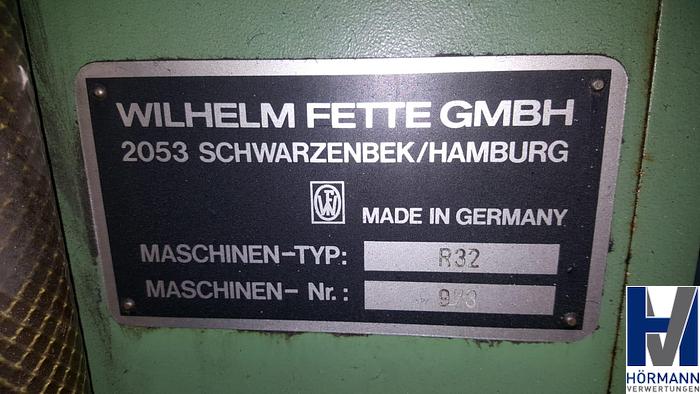 WILHELM FETTE GMBH
2053 SCHWARZENBEK/HAMBURG
MADE IN GERMANY
MASCHINEN-TYP: R32
MASCHINEN- Nr.:
HÖRMANN
VERWERTUNGEN